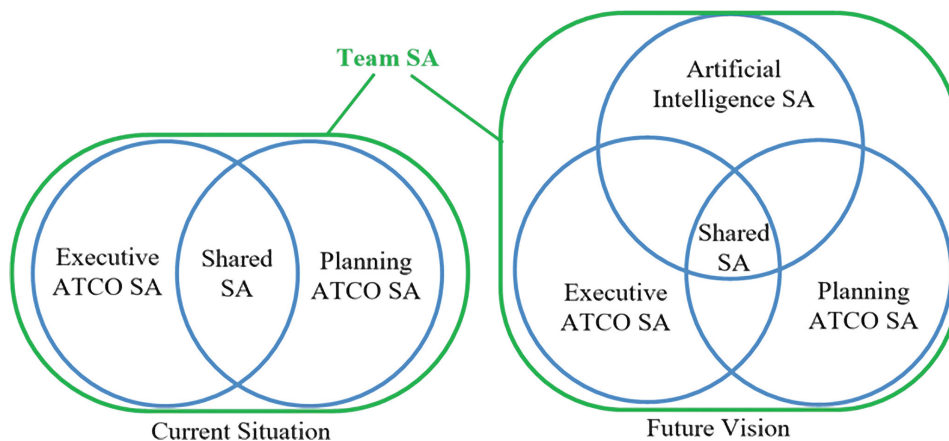 Team SA
Executive
ATCO SA
Shared
SA
Planning
ATCO SA
Current Situation
Artificial
Intelligence SA
Shared
SA
Executive
ATCO SA
Planning
ATCO SA
Future Vision